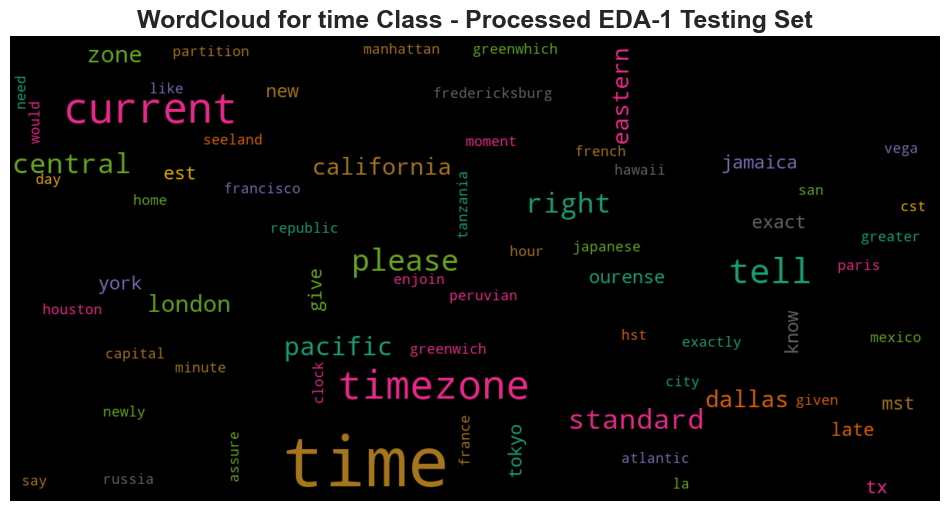 WordCloud for time Class - Processed EDA-1 Testing Set
zone
partition
manhattan
greenwhich
eastern
need
would
like
current
new
fredericksburg
seeland
moment
french
hawaii
jamaica
vega
central
day
est
california
francisco
home
tanzania
right
san
cst
exact
greater
republic
please
hour
japanese
ourense
tell
paris
york
london
houston
give
enjoin
peruvian
hst
exactly
know
mexico
capital
minute
pacific
greenwich
clock
timezone
city
dallas
given
mst
newly
standard
late
time
france
tokyo
assure
atlantic
say
russia
la
tx